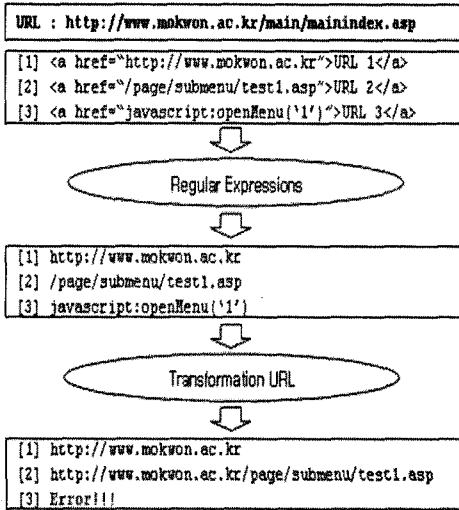 URL : http://www.mokwon.ac.kr/main/mainindex.asp
[1] <a href="http://www.mokwon.ac.kr">URL 1</a>
[2] <a href="/page/submenu/test1.asp">URL 2</a>
[3] <a href="javascript:openMenu('1')">URL 3</a>
Regular Expressions
[1] http://www.mokwon.ac.kr
[2] /page/submenu/test1.asp
[3] javascript:openMenu('1')
Transformation URL
[1] http://www.mokwon.ac.kr
[2] http://www.mokwon.ac.kr/page/submenu/test1.asp
[3] Error!!!